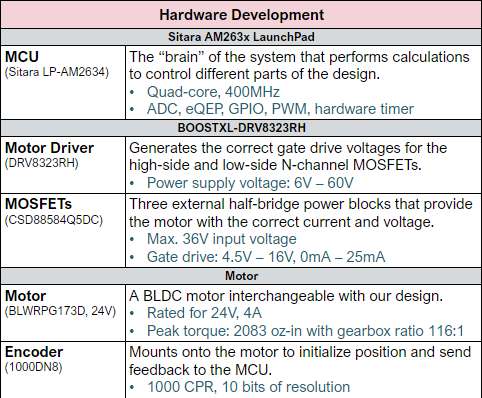 Hardware Development
Sitara AM263x LaunchPad
MCU
(Sitara LP-AM2634)
The “brain” of the system that performs calculations
to control different parts of the design.
• Quad-core, 400MHz
• ADC, eQEP, GPIO, PWM, hardware timer
BOOSTXL-DRV8323RH
Motor Driver
(DRV8323RH)
Generates the correct gate drive voltages for the
high-side and low-side N-channel MOSFETs.
• Power supply voltage: 6V – 60V
MOSFETs
(CSD88584Q5DC)
Three external half-bridge power blocks that provide
the motor with the correct current and voltage.
• Max. 36V input voltage
• Gate drive: 4.5V – 16V, 0mA – 25mA
Motor
Motor
(BLWRPG173D, 24V)
A BLDC motor interchangeable with our design.
• Rated for 24V, 4A
• Peak torque: 2083 oz-in with gearbox ratio 116:1
Encoder
(1000DN8)
Mounts onto the motor to initialize position and send
feedback to the MCU.
• 1000 CPR, 10 bits of resolution